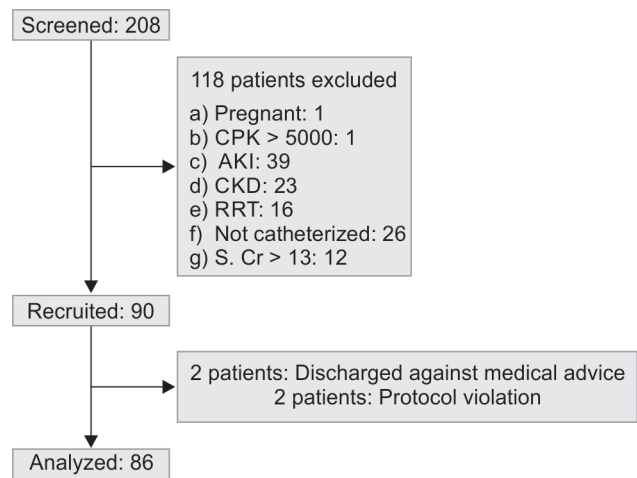 Screened: 208
118 patients excluded
a) Pregnant: 1
b) CPK > 5000: 1
c) AKI: 39
d) CKD: 23
e) RRT: 16
f) Not catheterized: 26
g) S. Cr > 13: 12
Recruited: 90
2 patients: Discharged against medical advice
2 patients: Protocol violation
Analyzed: 86